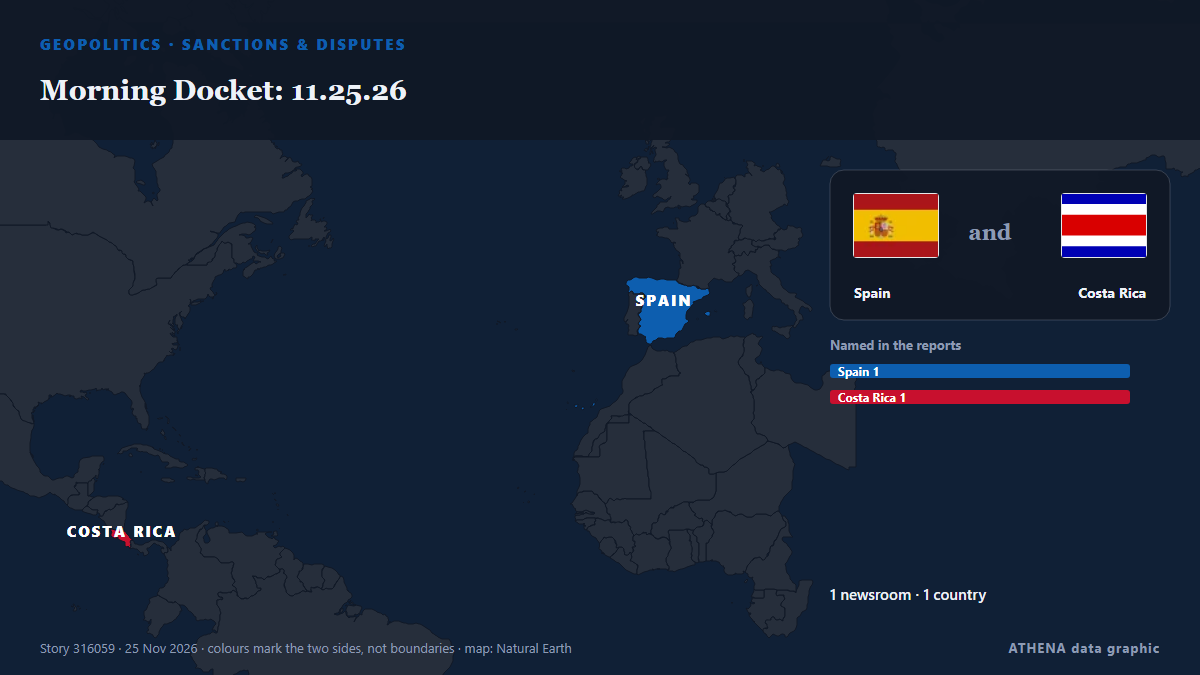 GEOPOLITICS · SANCTIONS & DISPUTES
Morning Docket: 11.25.26
and
Spain
Costa Rica
SPAIN
Named in the reports
Spain 1
Costa Rica 1
COSTA RICA
1 newsroom · 1 country
Story 316059 · 25 Nov 2026 · colours mark the two sides, not boundaries · map: Natural Earth
ATHENA data graphic